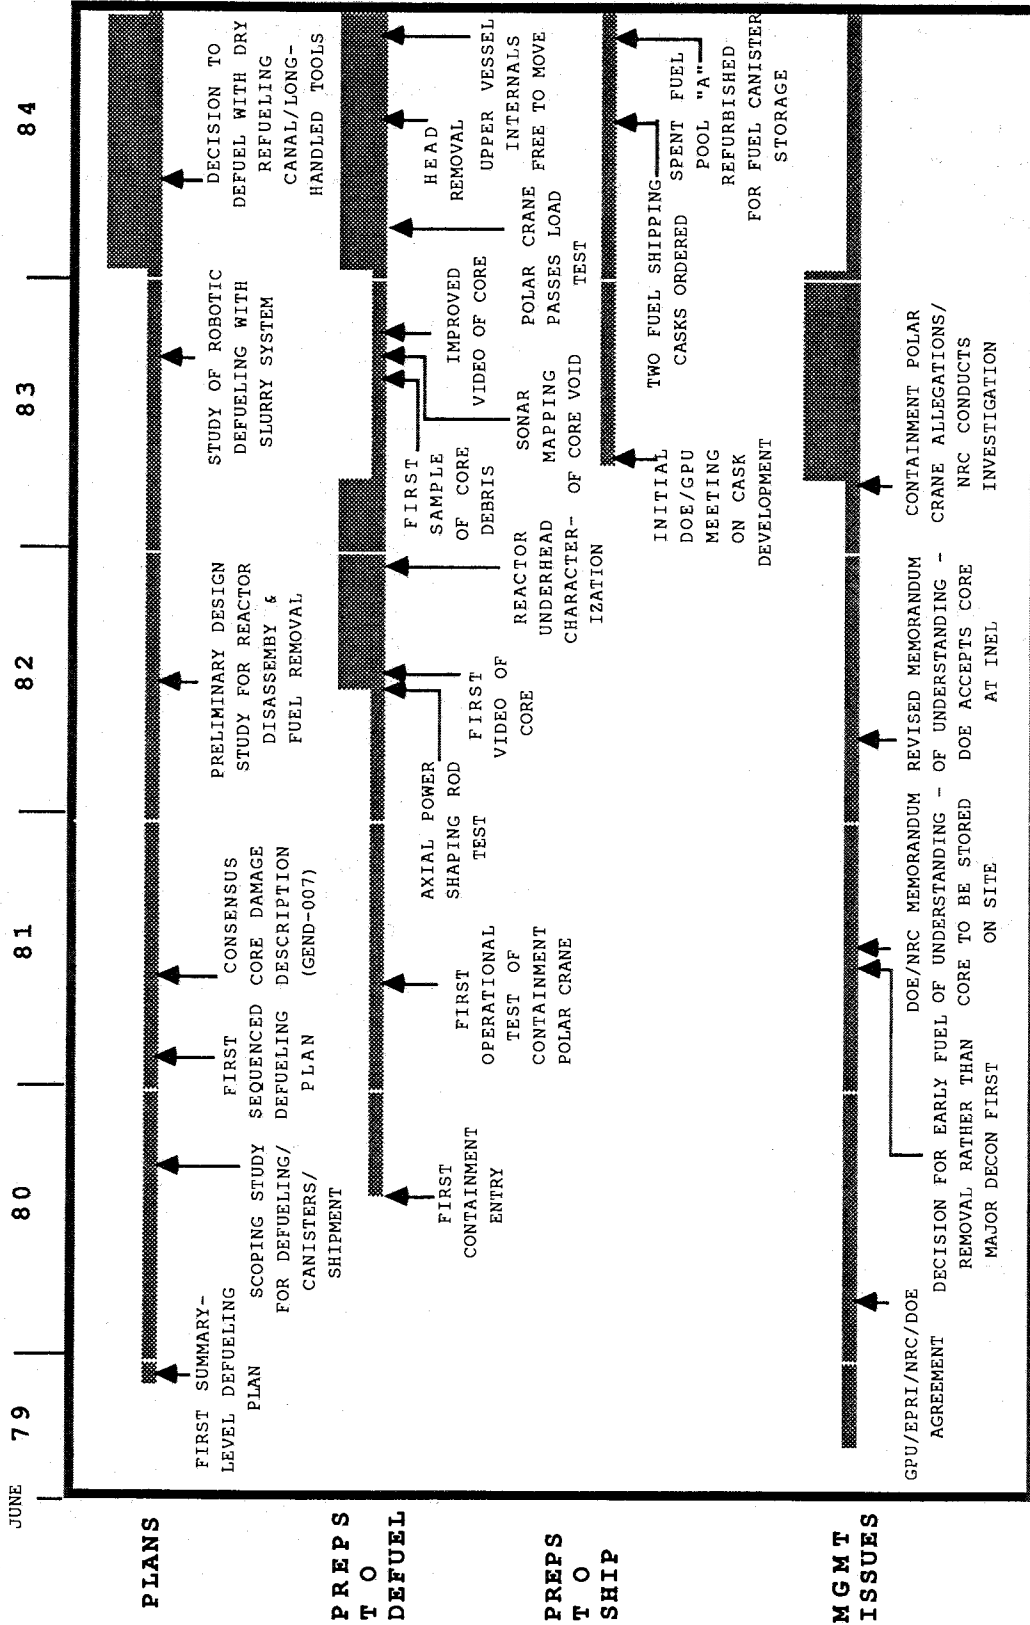 JUNE
79
80
81
82
83
84
PLANS
FIRST SUMMARY-
LEVEL DEFUELING
PLAN
SCOPING STUDY
FOR DEFUELING/
CANISTERS/
SHIPMENT
FIRST
SEQUENCED
DEFUELING
PLAN
CONSENSUS
CORE DAMAGE
DESCRIPTION
(GEND-007)
PRELIMINARY DESIGN
STUDY FOR REACTOR
DISASSEMBY &
FUEL REMOVAL
STUDY OF ROBOTIC
DEFUELING WITH
SLURRY SYSTEM
DECISION TO
DEFUEL WITH DRY
REFUELING
CANAL/LONG-
HANDLED TOOLS
PREPS
TO
DEFUEL
FIRST
CONTAINMENT
ENTRY
FIRST
OPERATIONAL
TEST OF
CONTAINMENT
POLAR CRANE
AXIAL POWER
SHAPING ROD
TEST
FIRST
VIDEO OF
CORE
REACTOR
UNDERHEAD
CHARACTER-
IZATION
FIRST
SAMPLE
OF CORE
DEBRIS
SONAR
MAPPING
OF CORE VOID
IMPROVED
VIDEO OF CORE
POLAR CRANE
PASSES LOAD
TEST
HEAD
REMOVAL
UPPER VESSEL
INTERNALS
FREE TO MOVE
PREPS
TO
SHIP
INITIAL
DOE/GPU
MEETING
ON CASK
DEVELOPMENT
TWO FUEL SHIPPING
CASKS ORDERED
SPENT FUEL
POOL "A"
REFURBISHED
FOR FUEL CANISTER
STORAGE
MGMT
ISSUES
GPU/EPRI/NRC/DOE
AGREEMENT
DECISION FOR EARLY FUEL
REMOVAL RATHER THAN
MAJOR DECON FIRST
DOE/NRC MEMORANDUM
OF UNDERSTANDING -
CORE TO BE STORED
ON SITE
REVISED MEMORANDUM
OF UNDERSTANDING -
DOE ACCEPTS CORE
AT INEL
CONTAINMENT POLAR
CRANE ALLEGATIONS/
NRC CONDUCTS
INVESTIGATION